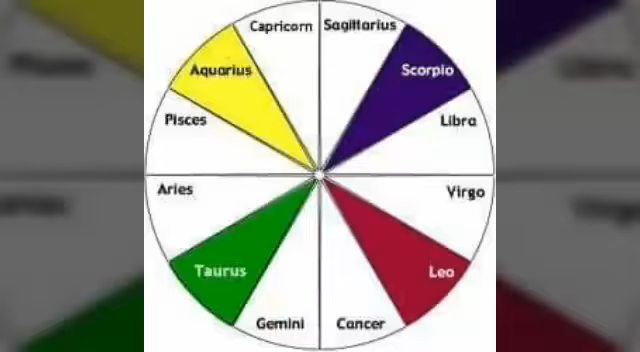 Capricorn
Sagittarius
Aquarius
Scorpio
Pisces
Libra
Aries
Virgo
Taurus
Leo
Gemini
Cancer